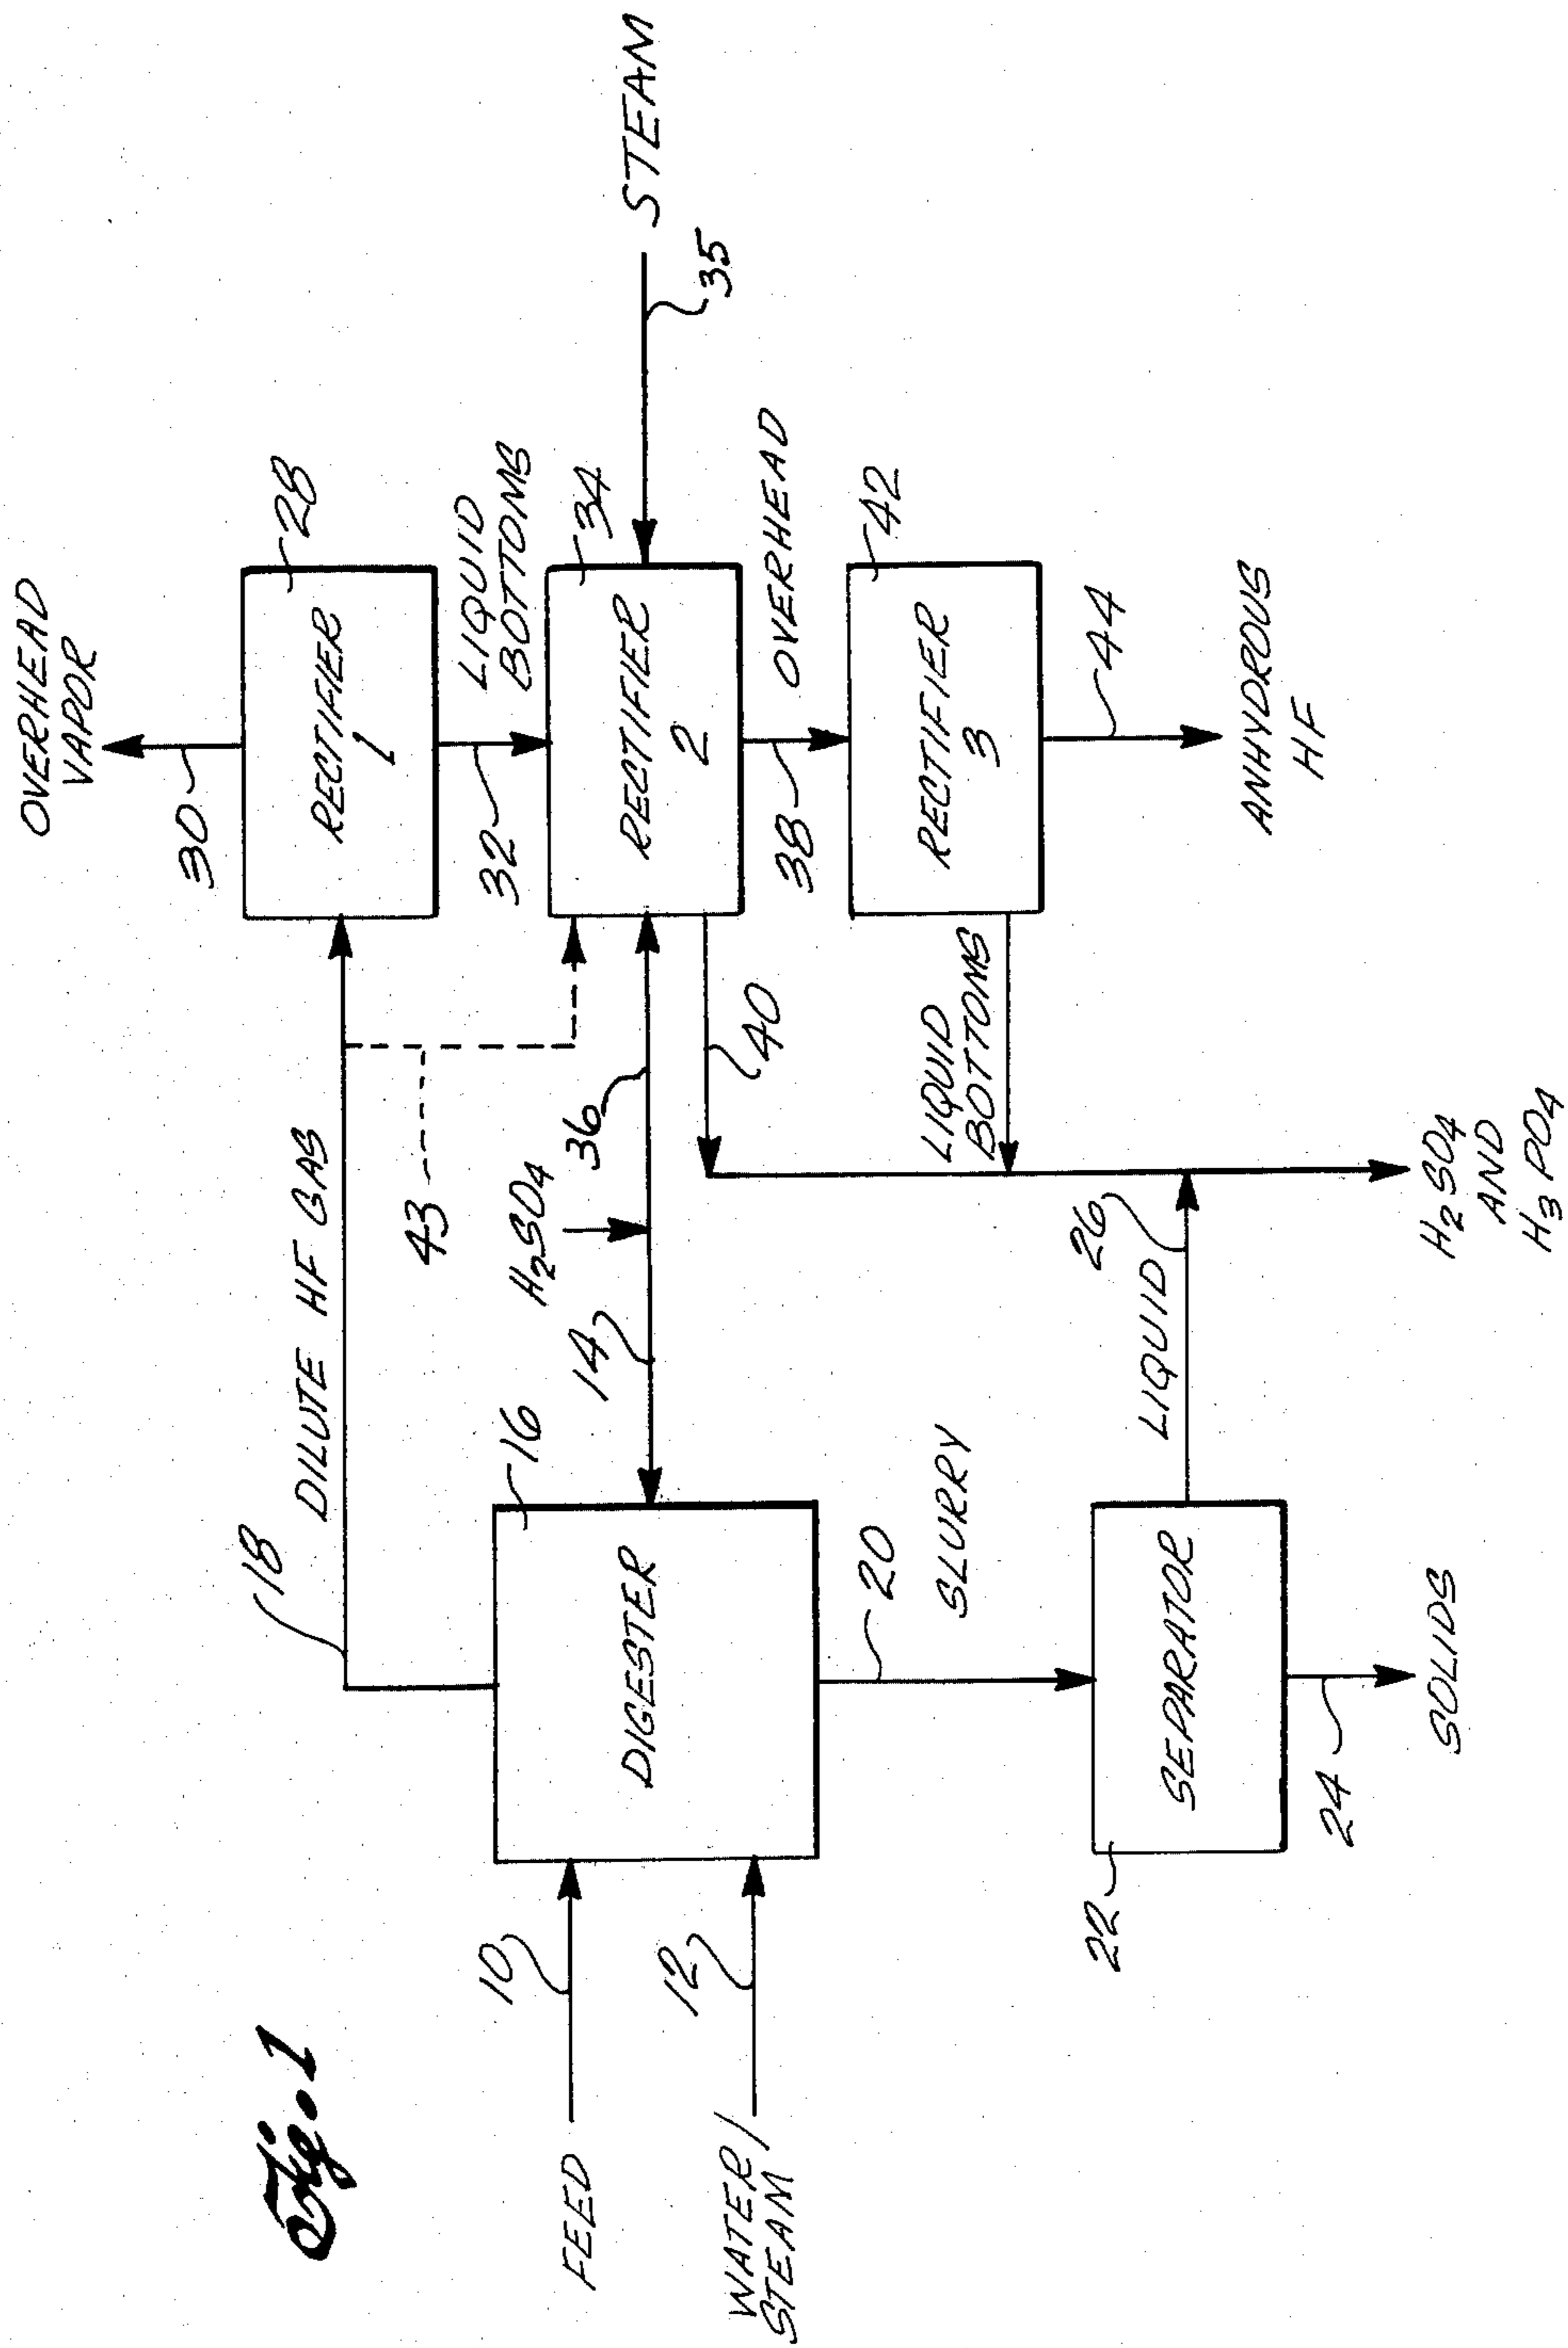 Fig. 1
FEED
10
WATER/
STEAM
12
DIGESTER
16
18
DILUTE HF GAS
43
14
H2SO4
36
20
SLURRY
22
SEPARATOR
24
SOLIDS
LIQUID
26
OVERHEAD
VAPOR
30
RECTIFIER
1
28
32
LIQUID
BOTTOMS
RECTIFIER
2
34
35
STEAM
40
38
OVERHEAD
RECTIFIER
3
42
LIQUID
BOTTOMS
44
ANHYDROUS
HF
H2SO4
AND
H3PO4